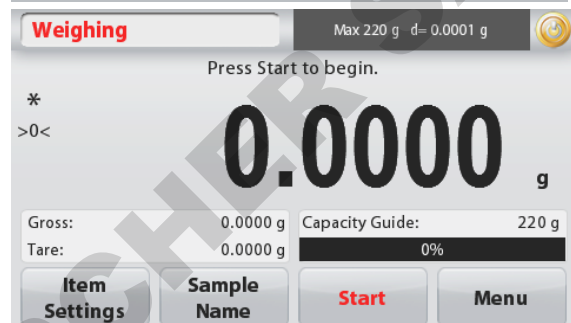 Weighing
Max 220 g d= 0.0001 g
Press Start to begin.
*
>0<
0.0000 g
Gross: 0.0000 g
Tare: 0.0000 g
Capacity Guide: 220 g
0%
Item Settings
Sample Name
Start
Menu